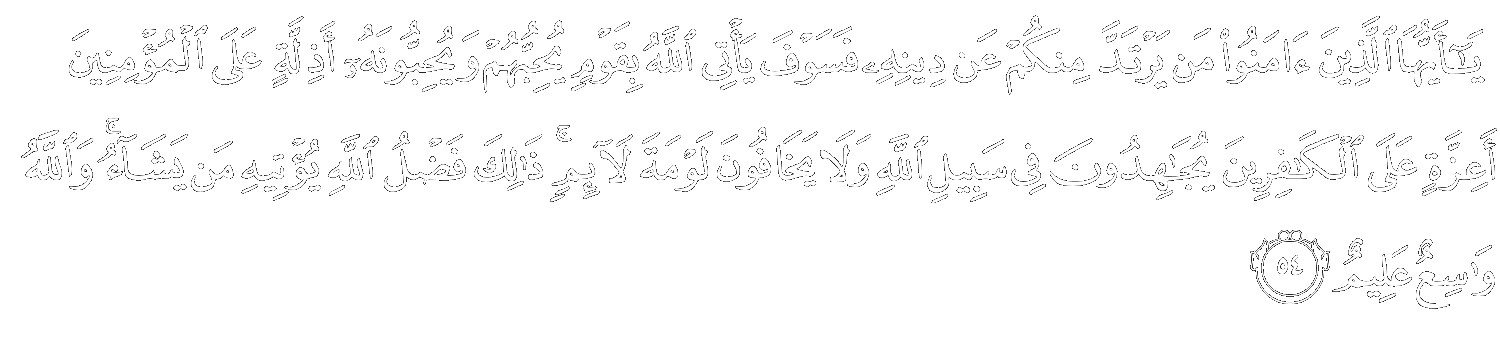 يَٰٓأَيُّهَا ٱلَّذِينَ ءَامَنُوا۟ مَن يَرْتَدَّ مِنكُمْ عَن دِينِهِۦ فَسَوْفَ يَأْتِى ٱللَّهُ بِقَوْمٍ يُحِبُّهُمْ وَيُحِبُّونَهُۥٓ أَذِلَّةٍ عَلَى ٱلْمُؤْمِنِينَ
أَعِزَّةٍ عَلَى ٱلْكَٰفِرِينَ يُجَٰهِدُونَ فِى سَبِيلِ ٱللَّهِ وَلَا يَخَافُونَ لَوْمَةَ لَآئِمٍ ۚ ذَٰلِكَ فَضْلُ ٱللَّهِ يُؤْتِيهِ مَن يَشَآءُ ۚ وَٱللَّهُ
وَٰسِعٌ عَلِيمٌ ٥٤